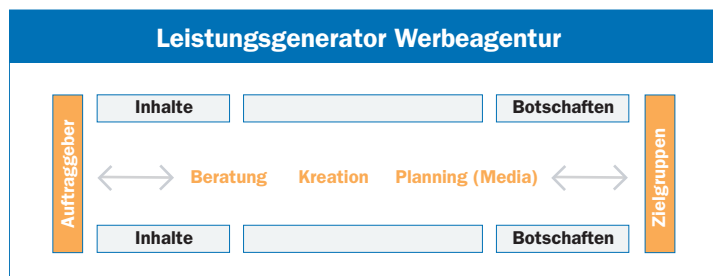 Leistungsgenerator Werbeagentur
Auftraggeber
Inhalte
Botschaften
Beratung Kreation Planning (Media)
Inhalte
Botschaften
Zielgruppen